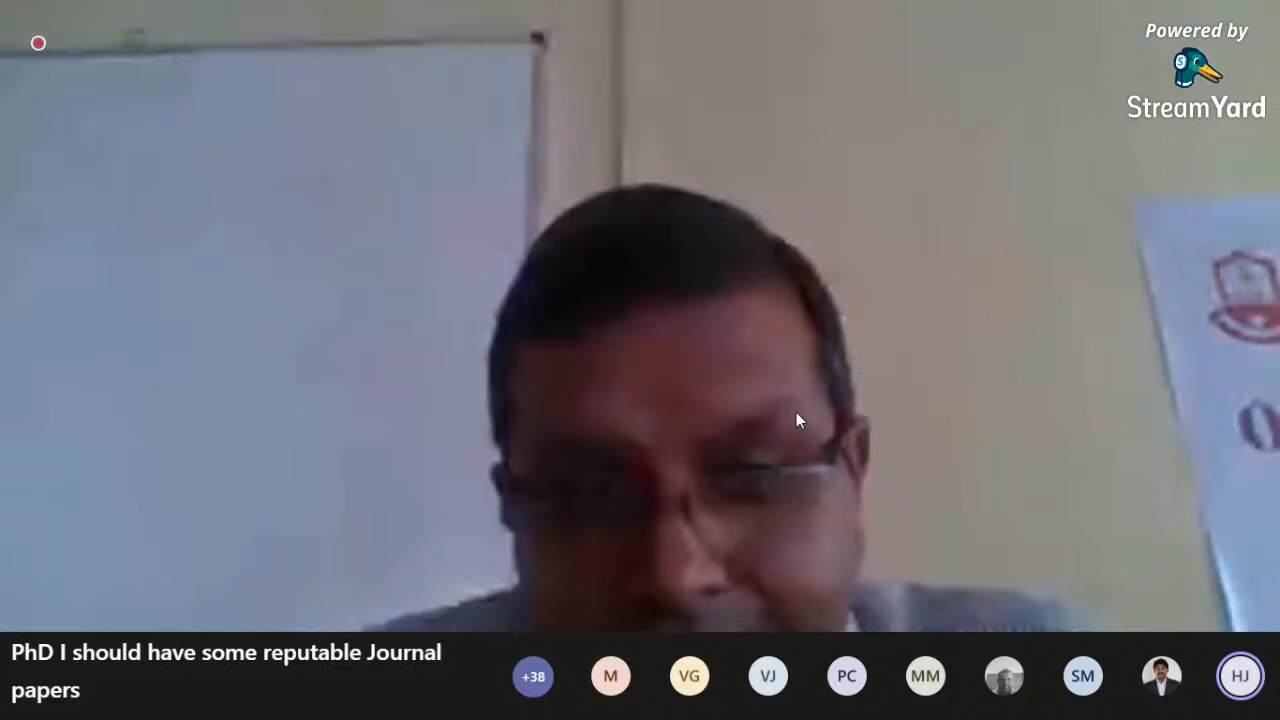 Powered by
StreamYard
PhD I should have some reputable Journal
papers
+38
M
VG
VJ
PC
MM
SM
HJ